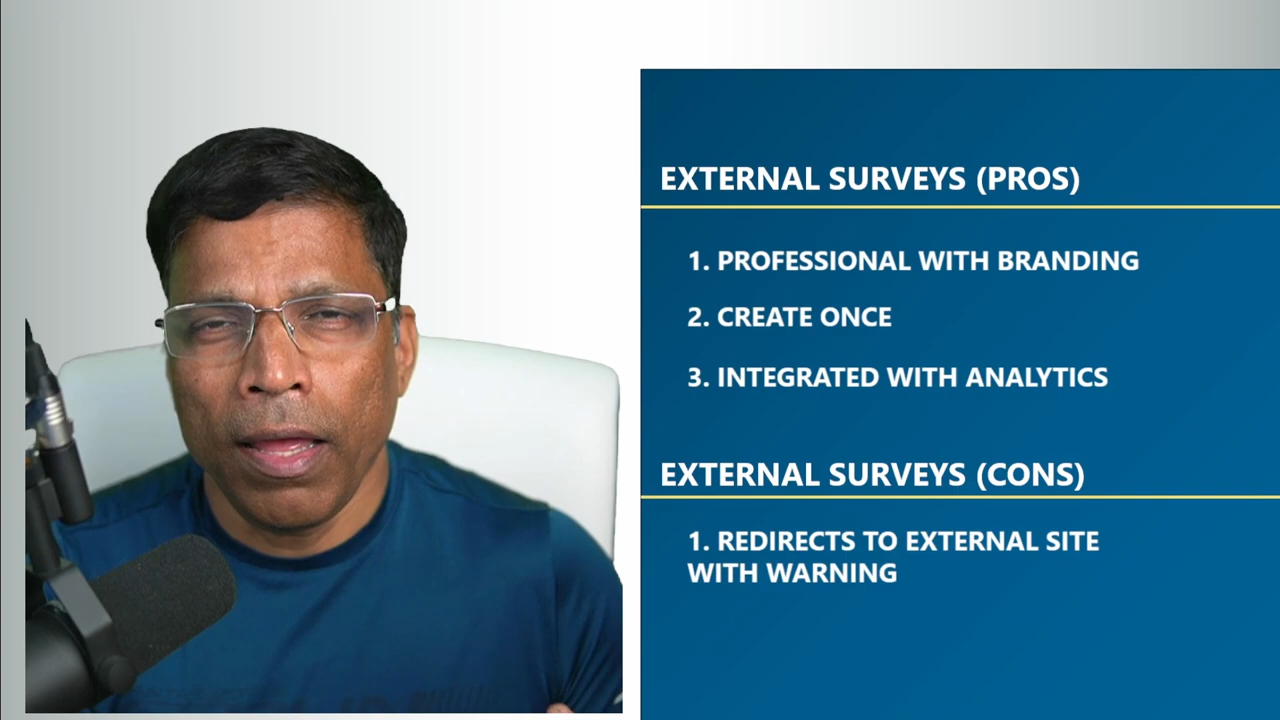 EXTERNAL SURVEYS (PROS)
1. PROFESSIONAL WITH BRANDING
2. CREATE ONCE
3. INTEGRATED WITH ANALYTICS
EXTERNAL SURVEYS (CONS)
1. REDIRECTS TO EXTERNAL SITE
WITH WARNING